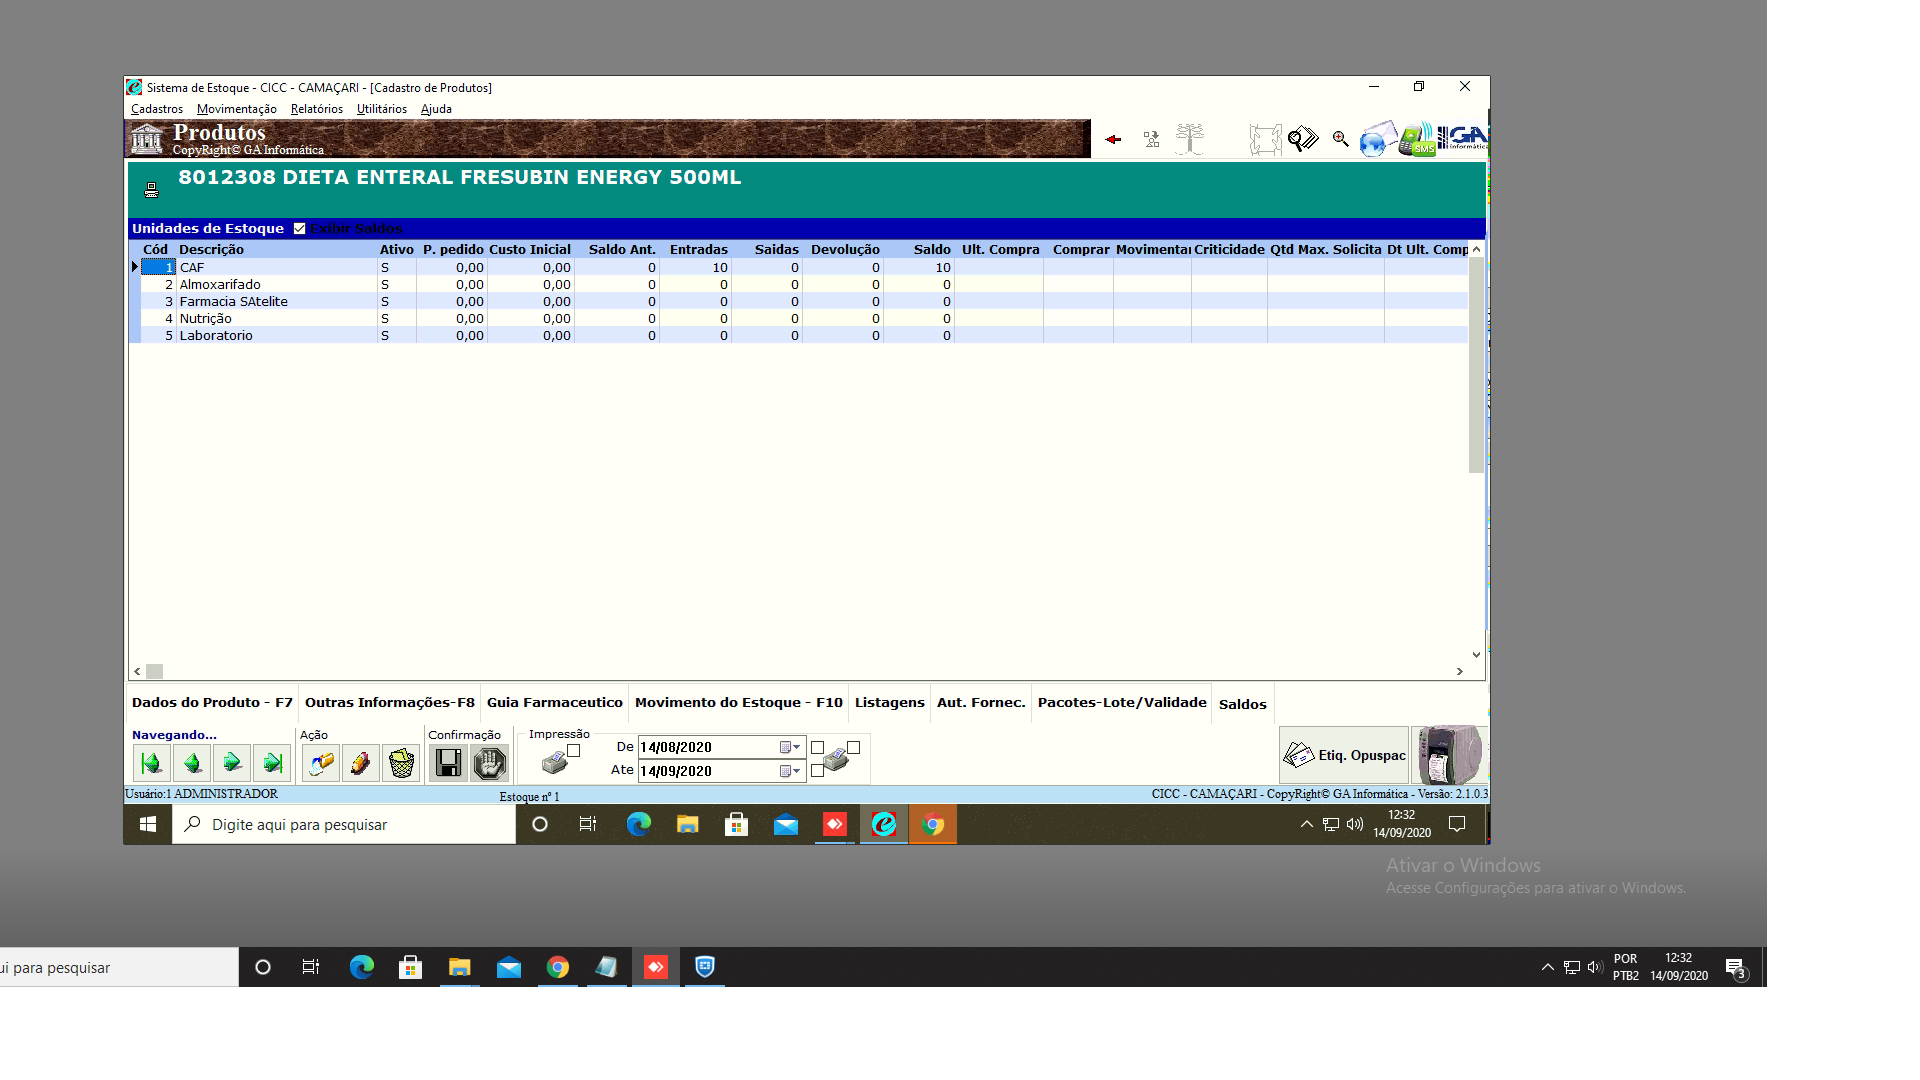 Sistema de Estoque - CICC - CAMAÇARI - [Cadastro de Produtos]
Cadastros Movimentação Relatórios Utilitários Ajuda
Produtos
CopyRight© GA Informática
SMS
GA
Informática
8012308 DIETA ENTERAL FRESUBIN ENERGY 500ML
Unidades de Estoque Exibir Saldos
Cód Descrição Ativo P. pedido Custo Inicial Saldo Ant. Entradas Saidas Devolução Saldo Ult. Compra Comprar Movimentaı Criticidade Qtd Max. Solicita Dt Ult. Comp
1 CAF S 0,00 0,00 0 10 0 0 10
2 Almoxarifado S 0,00 0,00 0 0 0 0 0
3 Farmacia SAtelite S 0,00 0,00 0 0 0 0 0
4 Nutrição S 0,00 0,00 0 0 0 0 0
5 Laboratorio S 0,00 0,00 0 0 0 0 0
Dados do Produto - F7 Outras Informações-F8 Guia Farmaceutico Movimento do Estoque - F10 Listagens Aut. Fornec. Pacotes-Lote/Validade Saldos
Navegando... Ação Confirmação Impressão
De 14/08/2020
Ate 14/09/2020
Etiq. Opuspac
Usuário:1 ADMINISTRADOR Estoque nº 1 CICC - CAMAÇARI - CopyRight© GA Informática - Versão: 2.1.0.3
Digite aqui para pesquisar
12:32
14/09/2020
Ativar o Windows
Acesse Configurações para ativar o Windows.
ui para pesquisar
POR
PTB2
12:32
14/09/2020
3